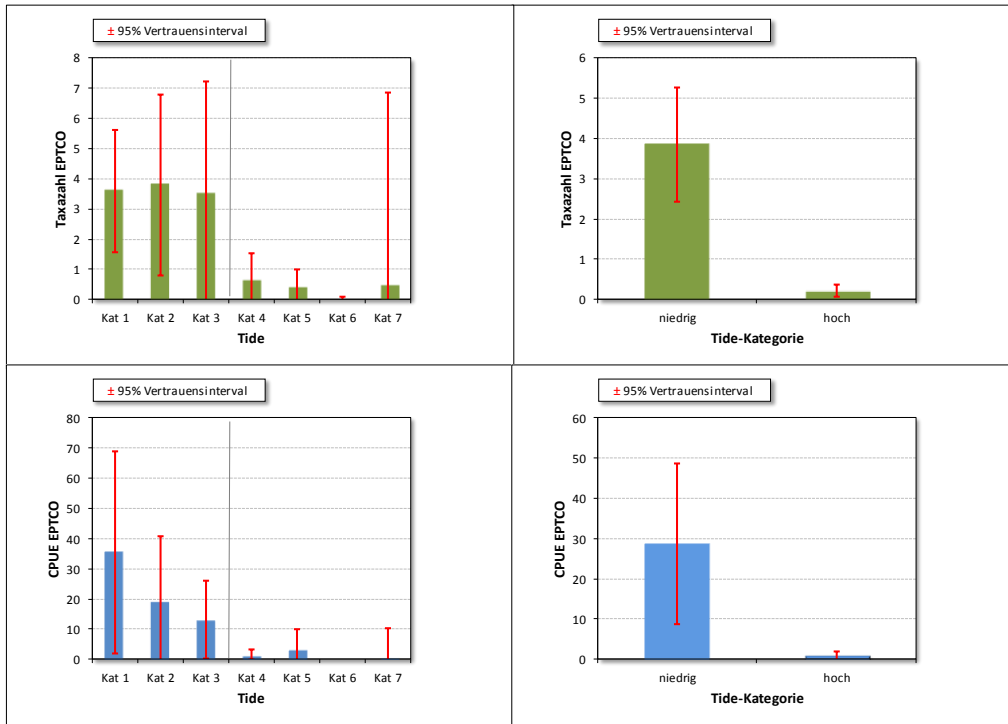 ± 95% Vertrauensinterval
8
7
6
5
4
3
2
1
0
Taxazahl EPTCO
Kat 1 Kat 2 Kat 3 Kat 4 Kat 5 Kat 6 Kat 7
Tide
± 95% Vertrauensinterval
6
5
4
3
2
1
0
Taxazahl EPTCO
niedrig hoch
Tide-Kategorie
± 95% Vertrauensinterval
80
70
60
50
40
30
20
10
0
CPUE EPTCO
Kat 1 Kat 2 Kat 3 Kat 4 Kat 5 Kat 6 Kat 7
Tide
± 95% Vertrauensinterval
60
50
40
30
20
10
0
CPUE EPTCO
niedrig hoch
Tide-Kategorie